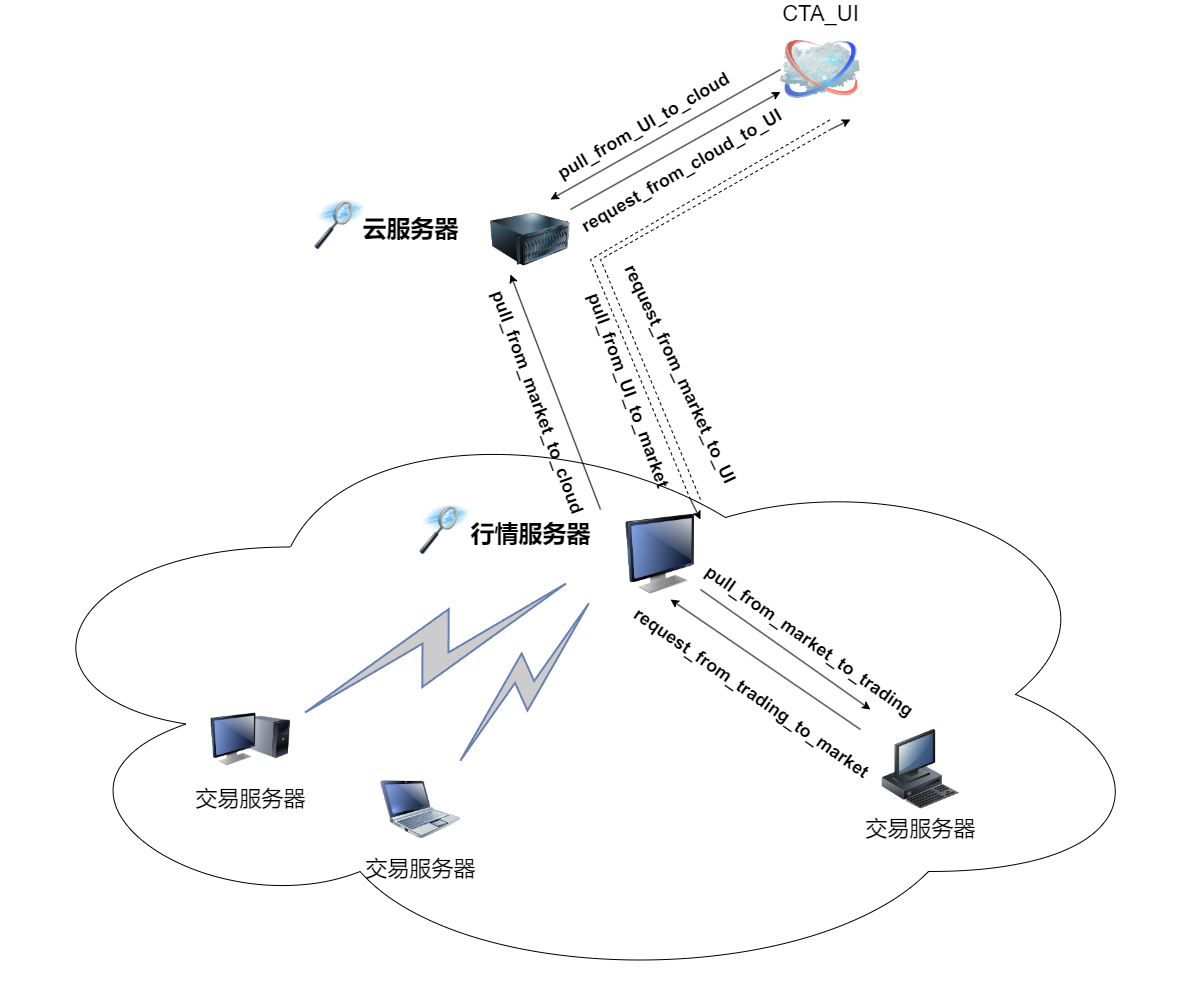 CTA_UI
pull_from_UI_to_cloud
request_from_cloud_to_UI
云服务器
pull_from_market_to_cloud
pull_from_UI_to_market
request_from_market_to_UI
行情服务器
pull_from_market_to_trading
request_from_trading_to_market
交易服务器
交易服务器
交易服务器